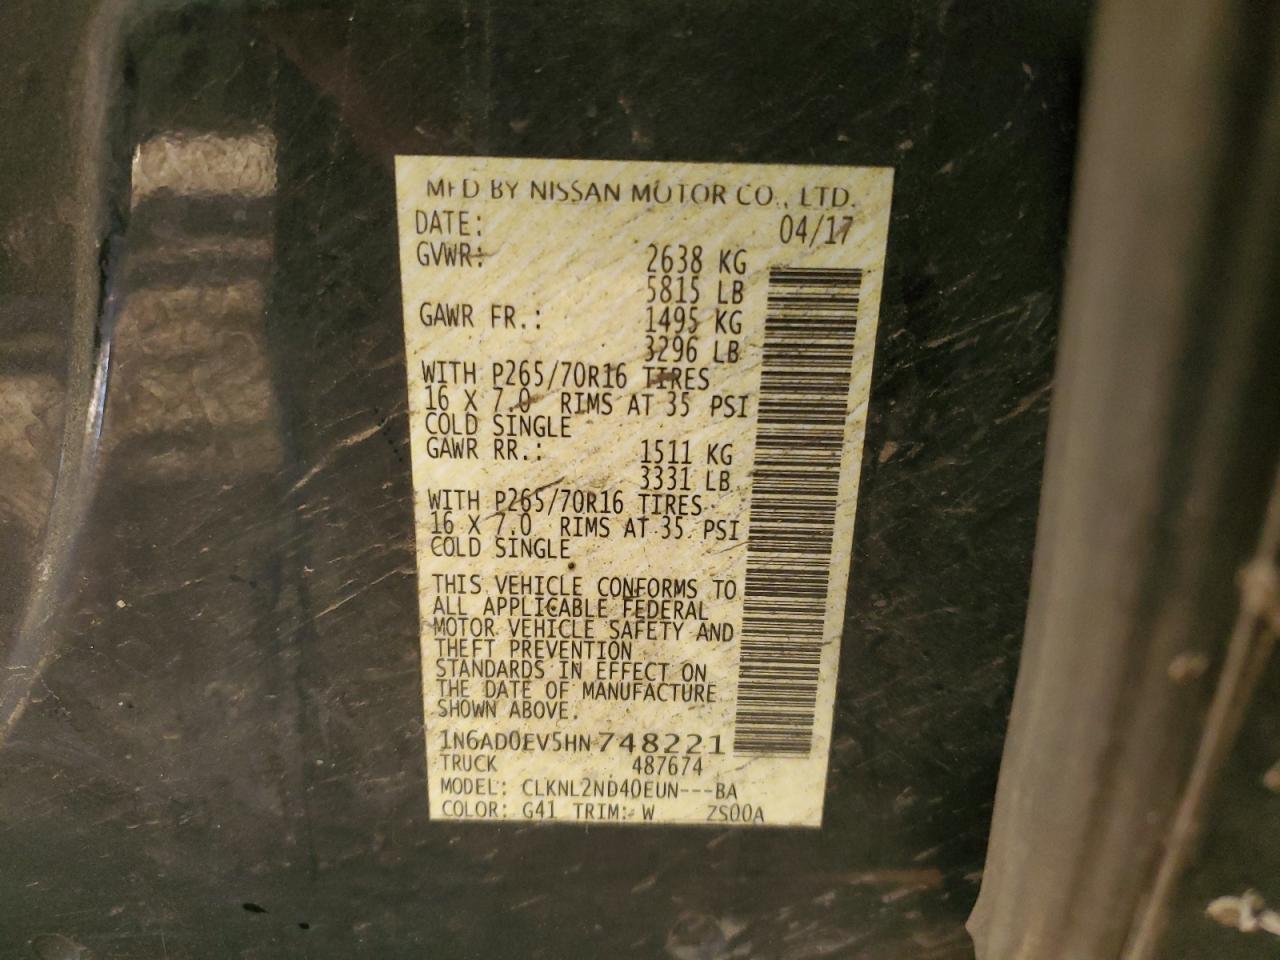 MFD BY NISSAN MOTOR CO., LTD.
DATE: 04/17
GVWR: 2638 KG
5815 LB
GAWR FR.: 1495 KG
3296 LB
WITH P265/70R16 TIRES
16 X 7.0 RIMS AT 35 PSI
COLD SINGLE
GAWR RR.: 1511 KG
3331 LB
WITH P265/70R16 TIRES
16 X 7.0 RIMS AT 35 PSI
COLD SINGLE
THIS VEHICLE CONFORMS TO
ALL APPLICABLE FEDERAL
MOTOR VEHICLE SAFETY AND
THEFT PREVENTION
STANDARDS IN EFFECT ON
THE DATE OF MANUFACTURE
SHOWN ABOVE.
1N6AD0EV5HN748221
TRUCK 487674
MODEL: CLKNL2ND40EUN---BA
COLOR: G41 TRIM: W ZS00A